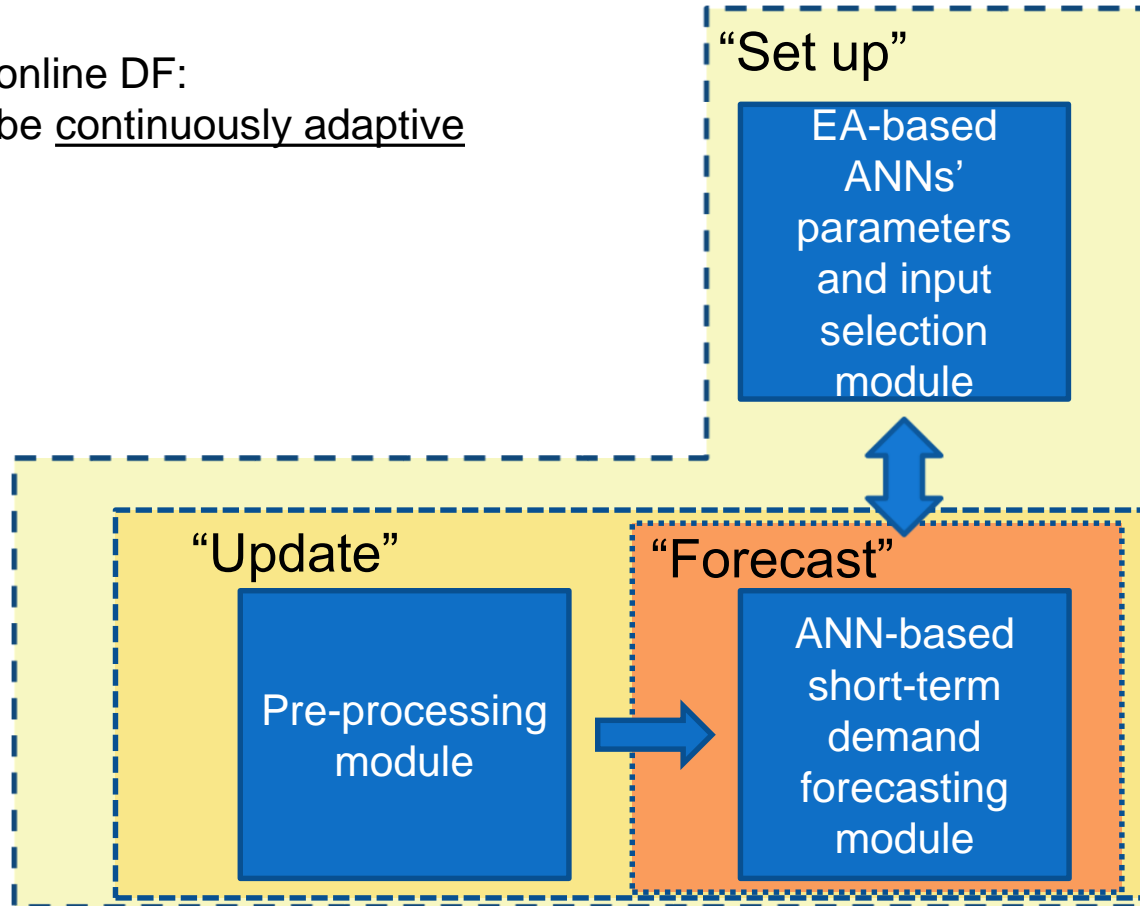 online DF:
be continuously adaptive
“Set up”
EA-based
ANNs’
parameters
and input
selection
module
“Update”
“Forecast”
Pre-processing
module
ANN-based
short-term
demand
forecasting
module